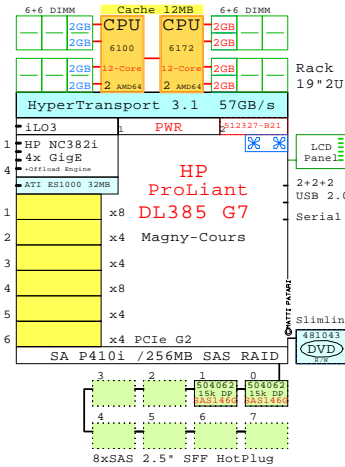 6+6 DIMM Cache 12MB 6+6 DIMM
2GB CPU CPU 2GB
2GB 6100 6172 2GB
2GB 12-Core 12-Core 2GB
2GB 2 AMD64 2 AMD64 2GB
Rack
19"2U
HyperTransport 3.1 57GB/s
iLO3 1 PWR 2 512327-B21
1 HP NC382i
4x GigE
4 +Offload Engine
ATI ES1000 32MB
LCD
Panel
HP
ProLiant
DL385 G7
Magny-Cours
2+2+2
USB 2.0
Serial
1 x8
2 x4
3 x4
4 x8
5 x4
6 x4 PCIe G2
©MATTI PATARI
Slimlin
481043
DVD
R/W
SA P410i /256MB SAS RAID
3 2 1 0
504062 504062
15k DP 15k DP
SAS146G SAS146G
4 5 6 7
8xSAS 2.5" SFF HotPlug